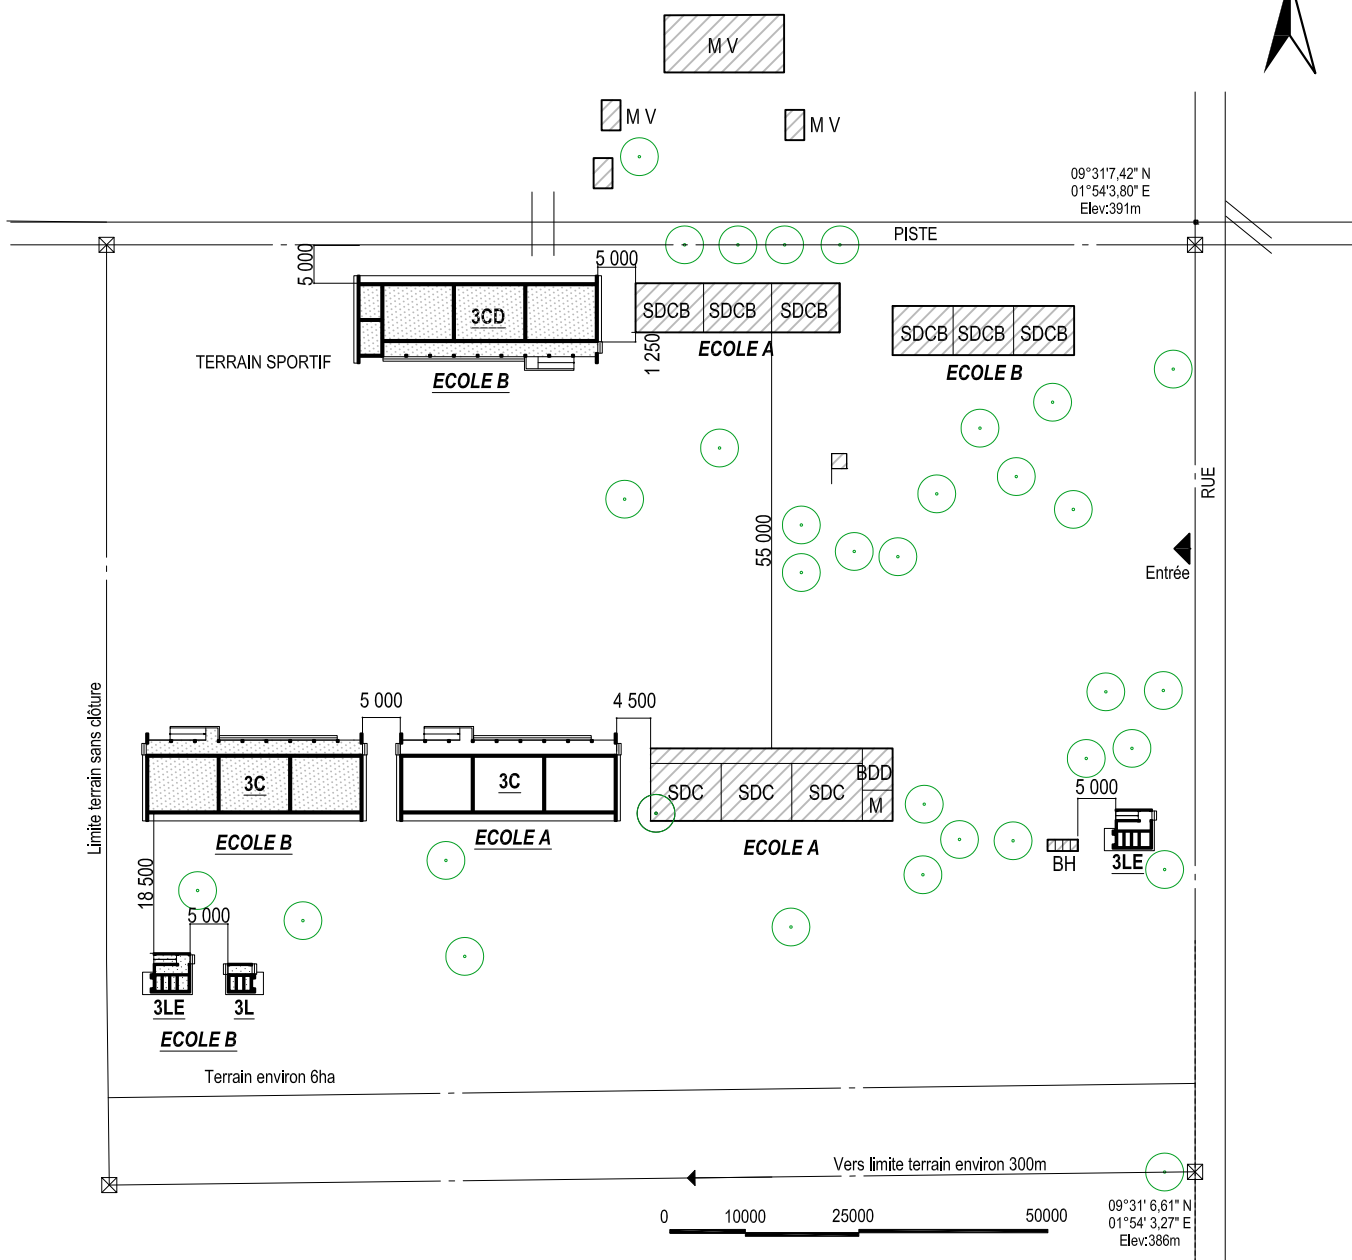 M V
M V
M V
09°31'7,42" N
01°54'3,80" E
Elev:391m
PISTE
5 000
5 000
SDCB
SDCB
SDCB
3CD
SDCB
SDCB
SDCB
1 250
ECOLE A
TERRAIN SPORTIF
ECOLE B
ECOLE B
RUE
55 000
Entrée
Limite terrain sans clôture
5 000
4 500
3C
3C
SDC
SDC
SDC
BDD
M
5 000
ECOLE B
ECOLE A
ECOLE A
BH
3LE
18 500
5 000
3LE
3L
ECOLE B
Terrain environ 6ha
Vers limite terrain environ 300m
0
10000
25000
50000
09°31' 6,61" N
01°54' 3,27" E
Elev:386m